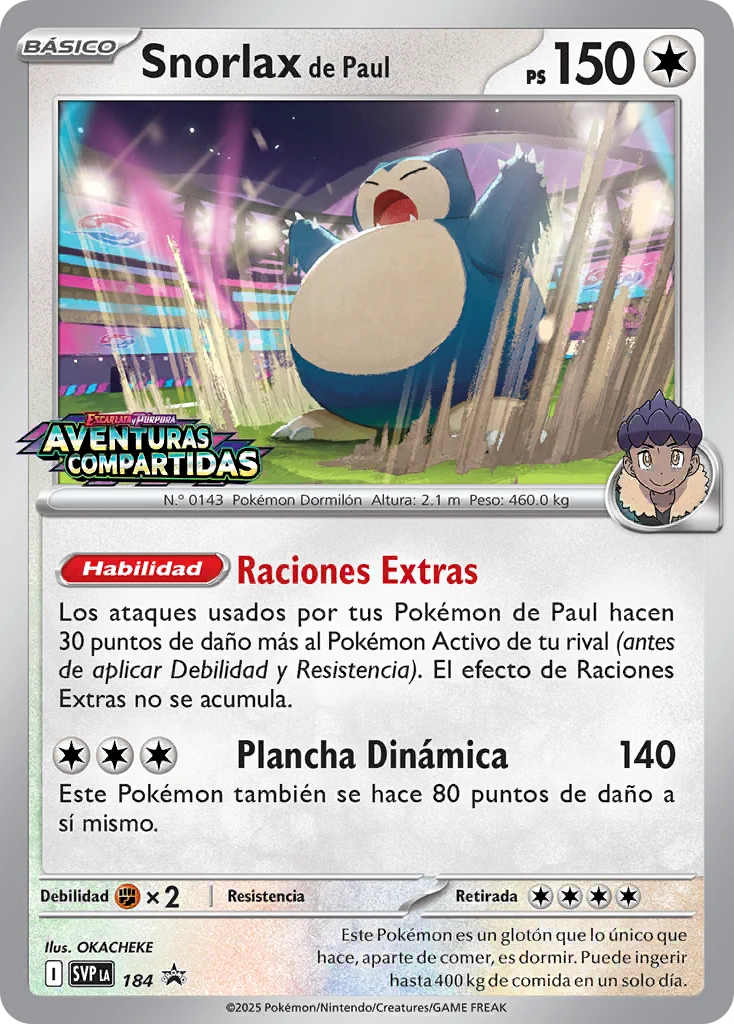 BÁSICO
Snorlax de Paul
PS 150
ESCARLATA Y PÚRPURA
AVENTURAS
COMPARTIDAS
N.º 0143 Pokémon Dormilón Altura: 2.1 m Peso: 460.0 kg
Habilidad Raciones Extras
Los ataques usados por tus Pokémon de Paul hacen
30 puntos de daño más al Pokémon Activo de tu rival (antes
de aplicar Debilidad y Resistencia). El efecto de Raciones
Extras no se acumula.
Plancha Dinámica 140
Este Pokémon también se hace 80 puntos de daño a
sí mismo.
Debilidad ×2 Resistencia Retirada
Ilus. OKACHEKE
I SVP LA 184
Este Pokémon es un glotón que lo único que
hace, aparte de comer, es dormir. Puede ingerir
hasta 400 kg de comida en un solo día.
©2025 Pokémon/Nintendo/Creatures/GAME FREAK